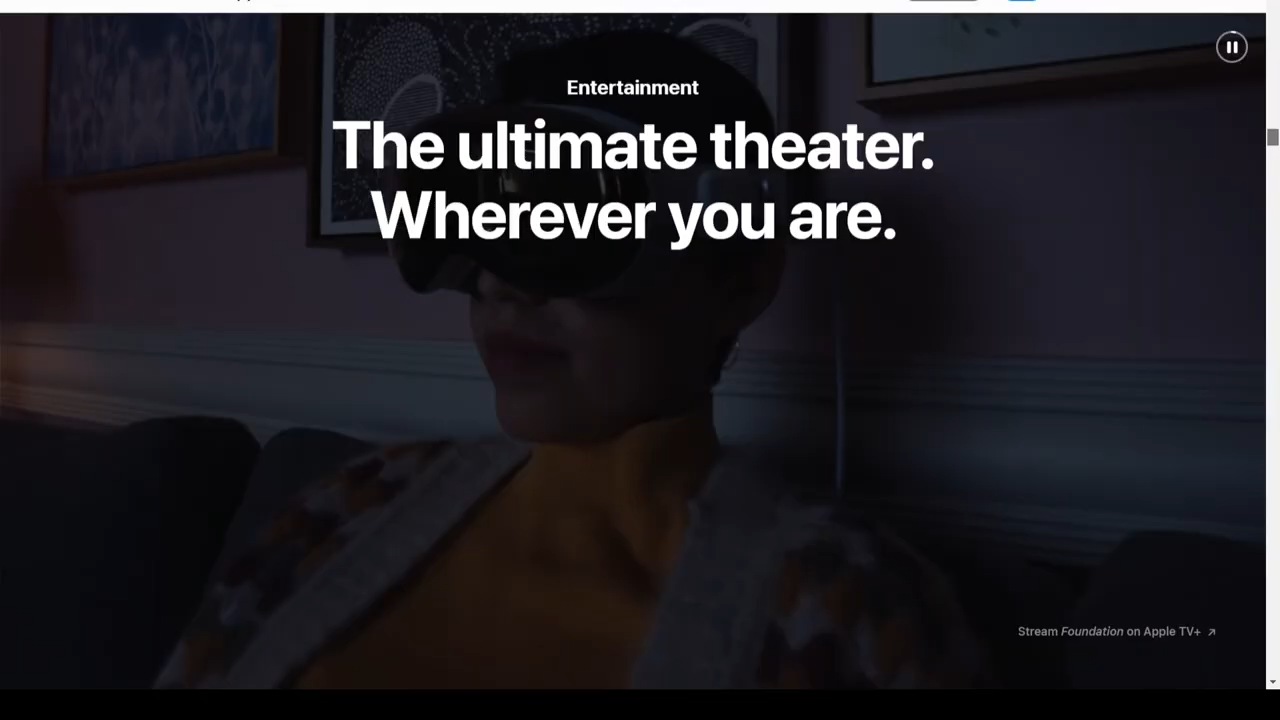 Entertainment
The ultimate theater.
Wherever you are.
Stream Foundation on Apple TV+ ↗